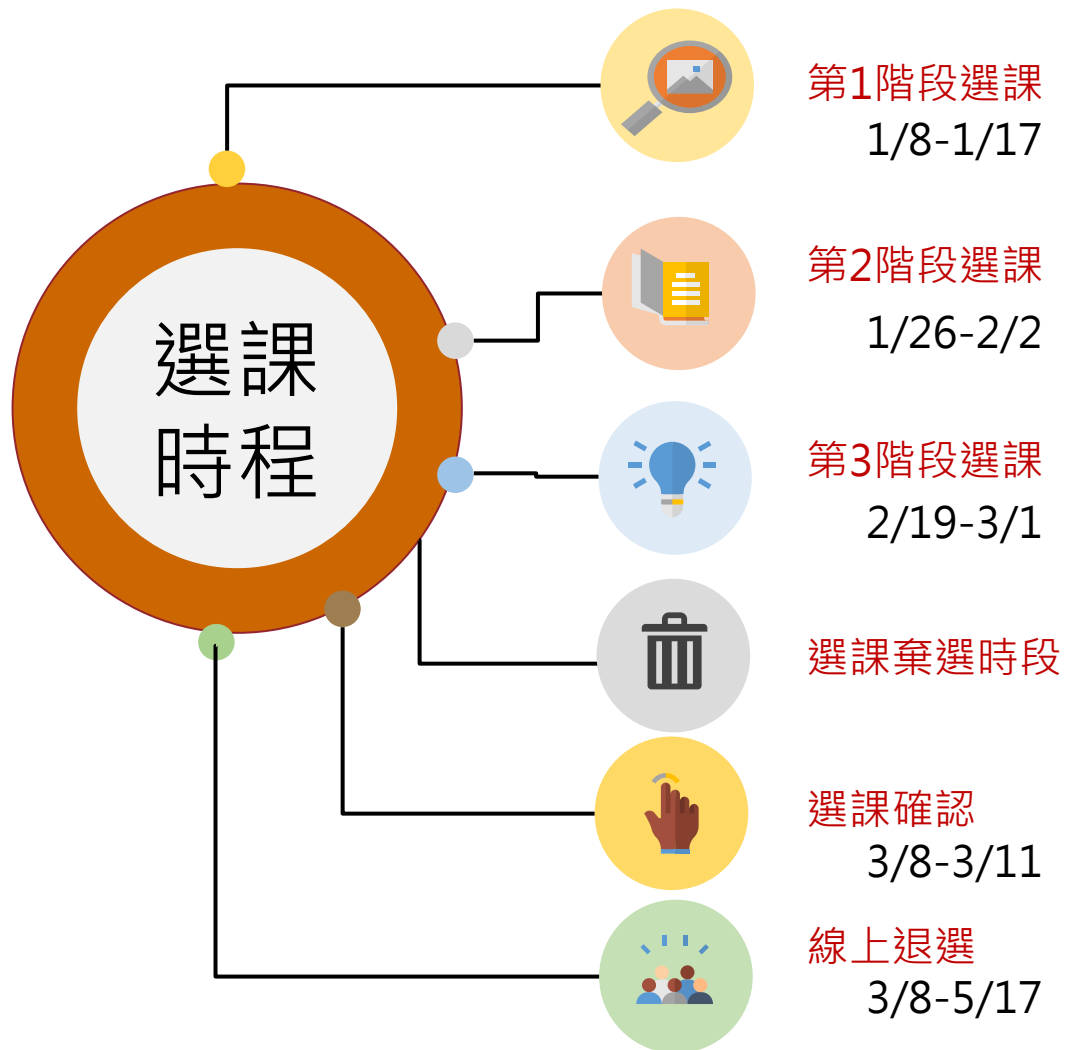 選課
時程
第1階段選課
1/8-1/17
第2階段選課
1/26-2/2
第3階段選課
2/19-3/1
選課棄選時段
選課確認
3/8-3/11
線上退選
3/8-5/17